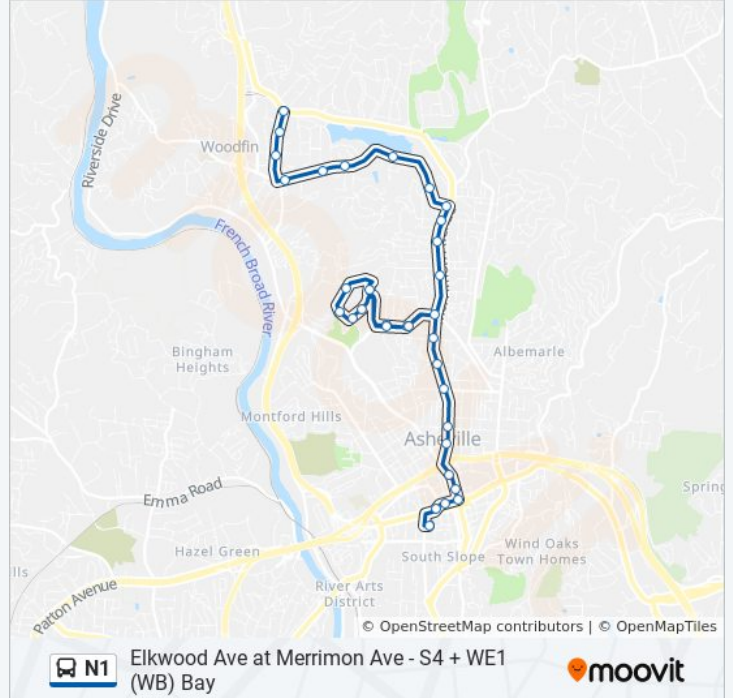 Riverside Drive
Woodfin
French Broad River
Bingham
Heights
Albemarle
Montford Hills
Asheville
Emma Road
Spring
Hazel Green
South Slope
Wind Oaks
Town Homes
lls
River Arts
District
Patton Avenue
© OpenStreetMap contributors | © OpenMapTiles
N1
Elkwood Ave at Merrimon Ave - S4 + WE1
(WB) Bay
moovit